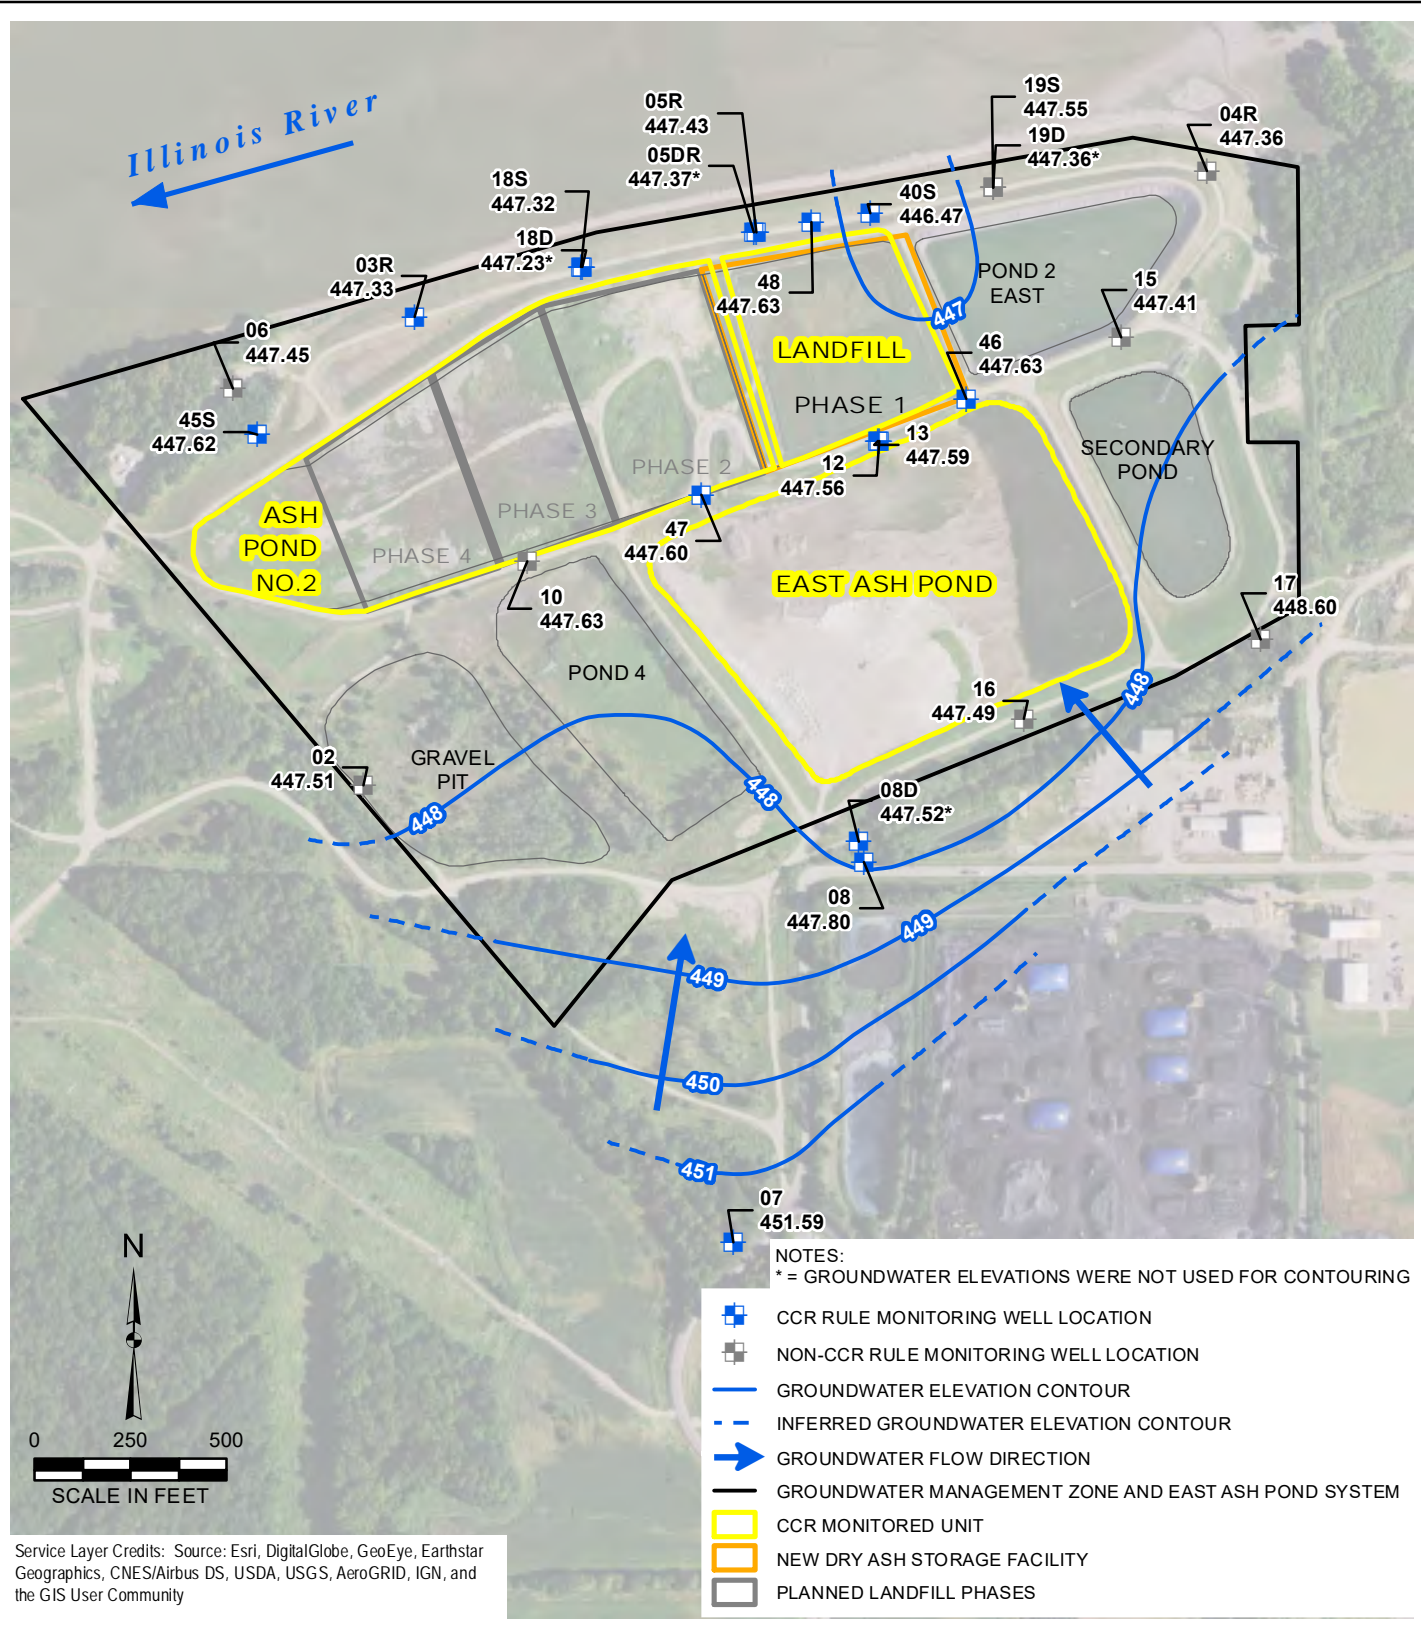 Illinois River
19S
447.55
19D
447.36*
04R
447.36
05R
447.43
05DR
447.37*
18S
447.32
18D
447.23*
40S
446.47
03R
447.33
48
447.63
POND 2
EAST
15
447.41
06
447.45
447
46
447.63
LANDFILL
PHASE 1
45S
447.62
13
447.59
12
447.56
SECONDARY
POND
PHASE 2
PHASE 3
PHASE 4
ASH
POND
NO.2
47
447.60
EAST ASH POND
10
447.63
17
448.60
POND 4
448
16
447.49
02
447.51
GRAVEL
PIT
448
448
08D
447.52*
08
447.80
449
449
450
451
07
451.59
N
0 250 500
SCALE IN FEET
NOTES:
* = GROUNDWATER ELEVATIONS WERE NOT USED FOR CONTOURING
CCR RULE MONITORING WELL LOCATION
NON-CCR RULE MONITORING WELL LOCATION
GROUNDWATER ELEVATION CONTOUR
INFERRED GROUNDWATER ELEVATION CONTOUR
GROUNDWATER FLOW DIRECTION
GROUNDWATER MANAGEMENT ZONE AND EAST ASH POND SYSTEM
CCR MONITORED UNIT
NEW DRY ASH STORAGE FACILITY
PLANNED LANDFILL PHASES
Service Layer Credits: Source: Esri, DigitalGlobe, GeoEye, Earthstar
Geographics, CNES/Airbus DS, USDA, USGS, AeroGRID, IGN, and
the GIS User Community